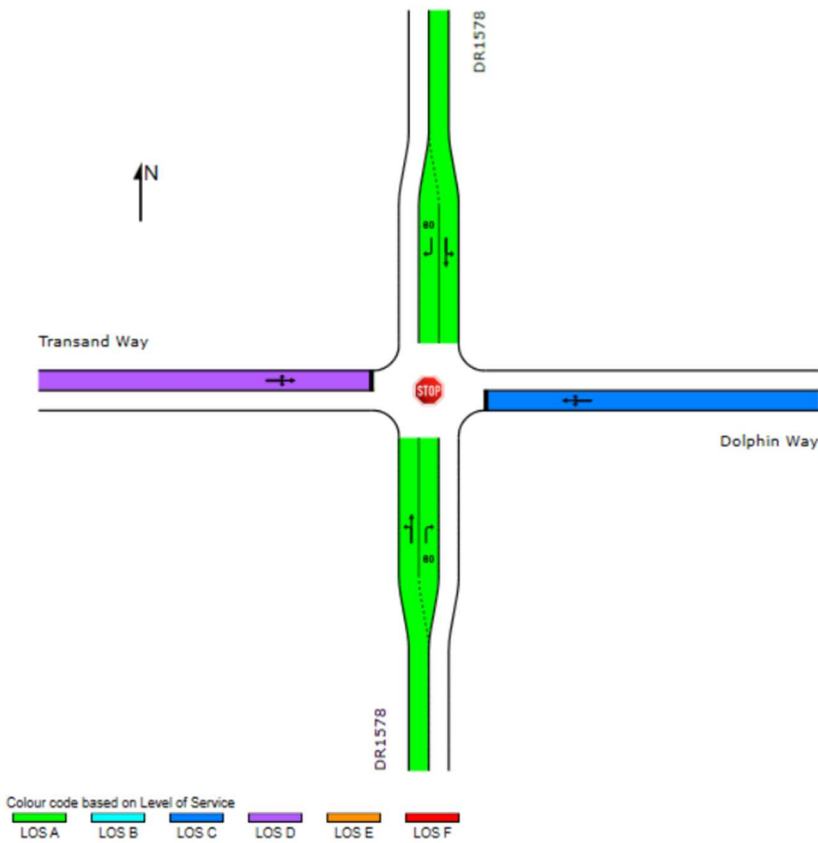 DR1578
N
80
Transand Way
STOP
Dolphin Way
80
DR1578
Colour code based on Level of Service
LOS A LOS B LOS C LOS D LOS E LOS F